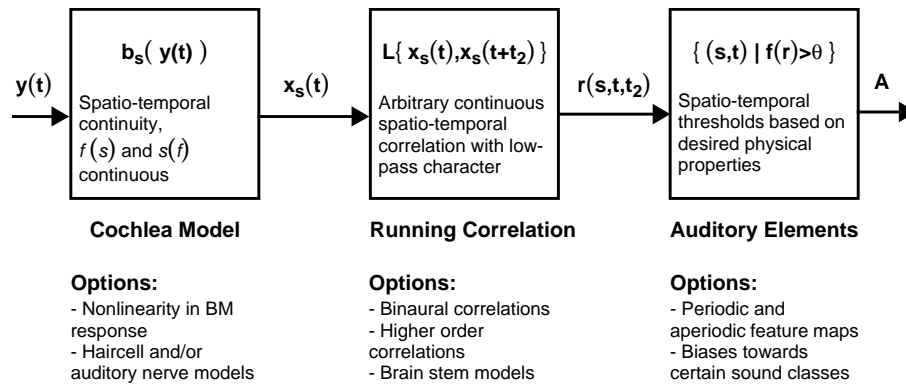 y(t)
b_s( y(t) )
Spatio-temporal
continuity,
f(s) and s(f)
continuous
x_s(t)
L{ x_s(t),x_s(t+t_2) }
Arbitrary continuous
spatio-temporal
correlation with low-
pass character
r(s,t,t_2)
{ (s,t) | f(r)>θ }
Spatio-temporal
thresholds based on
desired physical
properties
A
Cochlea Model
Running Correlation
Auditory Elements
Options:
- Nonlinearity in BM
response
- Haircell and/or
auditory nerve models
Options:
- Binaural correlations
- Higher order
correlations
- Brain stem models
Options:
- Periodic and
aperiodic feature maps
- Biases towards
certain sound classes